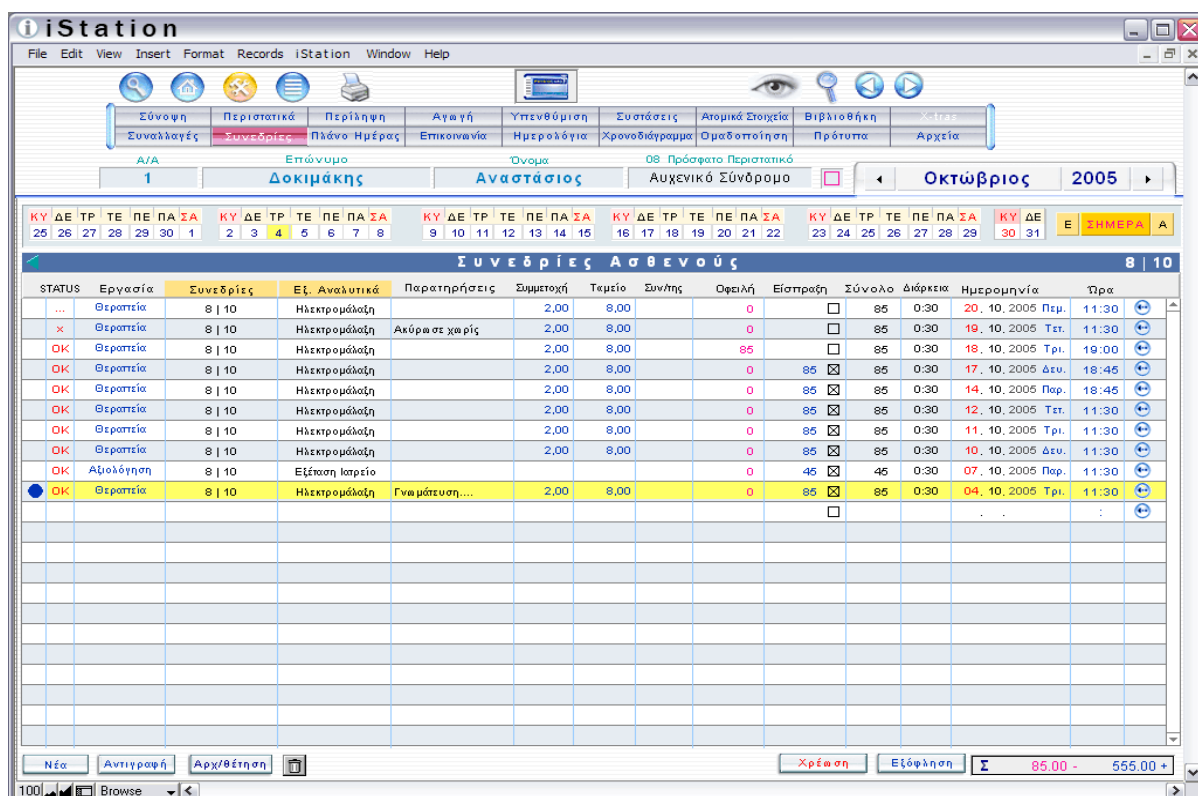 iStation
File Edit View Insert Format Records iStation Window Help
Σύνοψη Περιστατικά Περίληψη Αγωγή Υπενθύμιση Συστάσεις Ατομικά Στοιχεία Βιβλιοθήκη X-tras
Συναλλαγές Συνεδρίες Πλάνο Ημέρας Επικοινωνία Ημερολόγια Χρονοδιάγραμμα Ομαδοποίηση Πρότυπα Αρχεία
Α/Α Επώνυμο Όνομα 08 Πρόσφατο Περιστατικό
1 Δοκιμάκης Αναστάσιος Αυχενικό Σύνδρομο Οκτώβριος 2005
ΚΥ ΔΕ ΤΡ ΤΕ ΠΕ ΠΑ ΣΑ ΚΥ ΔΕ ΤΡ ΤΕ ΠΕ ΠΑ ΣΑ ΚΥ ΔΕ ΤΡ ΤΕ ΠΕ ΠΑ ΣΑ ΚΥ ΔΕ ΤΡ ΤΕ ΠΕ ΠΑ ΣΑ ΚΥ ΔΕ ΤΡ ΤΕ ΠΕ ΠΑ ΣΑ ΚΥ ΔΕ
25 26 27 28 29 30 1 2 3 4 5 6 7 8 9 10 11 12 13 14 15 16 17 18 19 20 21 22 23 24 25 26 27 28 29 30 31 Ε ΣΗΜΕΡΑ Α
Συνεδρίες Ασθενούς 8 | 10
STATUS Εργασία Συνεδρίες Εξ. Αναλυτικά Παρατηρήσεις Συμμετοχή Ταμείο Συν/της Οφειλή Είσπραξη Σύνολο Διάρκεια Ημερομηνία Ώρα
... Θεραπεία 8 | 10 Ηλεκτρομάλαξη 2,00 8,00 0 85 0:30 20. 10. 2005 Πεμ. 11:30
x Θεραπεία 8 | 10 Ηλεκτρομάλαξη Ακύρωσε χωρίς 2,00 8,00 0 85 0:30 19. 10. 2005 Τετ. 11:30
OK Θεραπεία 8 | 10 Ηλεκτρομάλαξη 2,00 8,00 85 85 0:30 18. 10. 2005 Τρι. 19:00
OK Θεραπεία 8 | 10 Ηλεκτρομάλαξη 2,00 8,00 0 85 85 0:30 17. 10. 2005 Δευ. 18:45
OK Θεραπεία 8 | 10 Ηλεκτρομάλαξη 2,00 8,00 0 85 85 0:30 14. 10. 2005 Παρ. 18:45
OK Θεραπεία 8 | 10 Ηλεκτρομάλαξη 2,00 8,00 0 85 85 0:30 12. 10. 2005 Τετ. 11:30
OK Θεραπεία 8 | 10 Ηλεκτρομάλαξη 2,00 8,00 0 85 85 0:30 11. 10. 2005 Τρι. 11:30
OK Θεραπεία 8 | 10 Ηλεκτρομάλαξη 2,00 8,00 0 85 85 0:30 10. 10. 2005 Δευ. 11:30
OK Αξιολόγηση 8 | 10 Εξέταση Ιατρείο 0 45 45 0:30 07. 10. 2005 Παρ. 11:30
OK Θεραπεία 8 | 10 Ηλεκτρομάλαξη Γνωμάτευση.... 2,00 8,00 0 85 85 0:30 04. 10. 2005 Τρι. 11:30
. . :
Νέα Αντιγραφή Αρχ/θέτηση Χρέωση Εξόφληση Σ 85.00 - 555.00 +
100 Browse